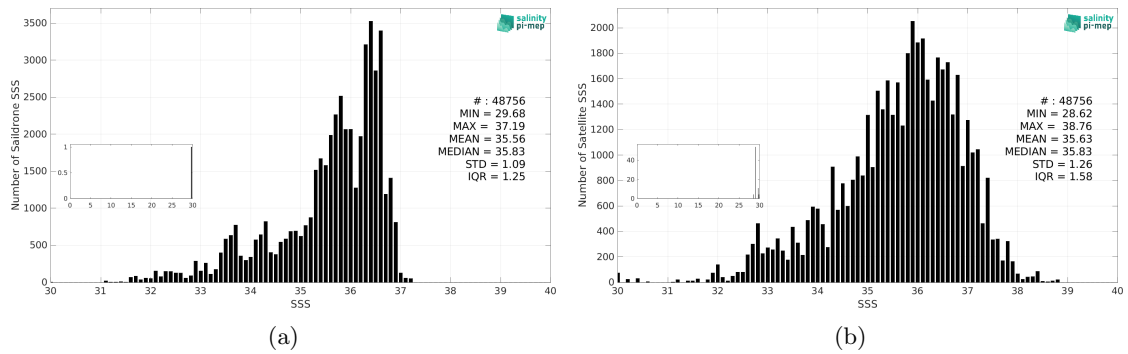 salinity
pi-mep
3500
3000
2500
2000
1500
1000
500
0
Number of Saildrone SSS
# : 48756
MIN = 29.68
MAX = 37.19
MEAN = 35.56
MEDIAN = 35.83
STD = 1.09
IQR = 1.25
1
0.5
0
0 5 10 15 20 25 30
30 31 32 33 34 35 36 37 38 39 40
SSS
(a)
salinity
pi-mep
2000
1800
1600
1400
1200
1000
800
600
400
200
0
Number of Satellite SSS
# : 48756
MIN = 28.62
MAX = 38.76
MEAN = 35.63
MEDIAN = 35.83
STD = 1.26
IQR = 1.58
40
20
0
0 5 10 15 20 25 30
30 31 32 33 34 35 36 37 38 39 40
SSS
(b)